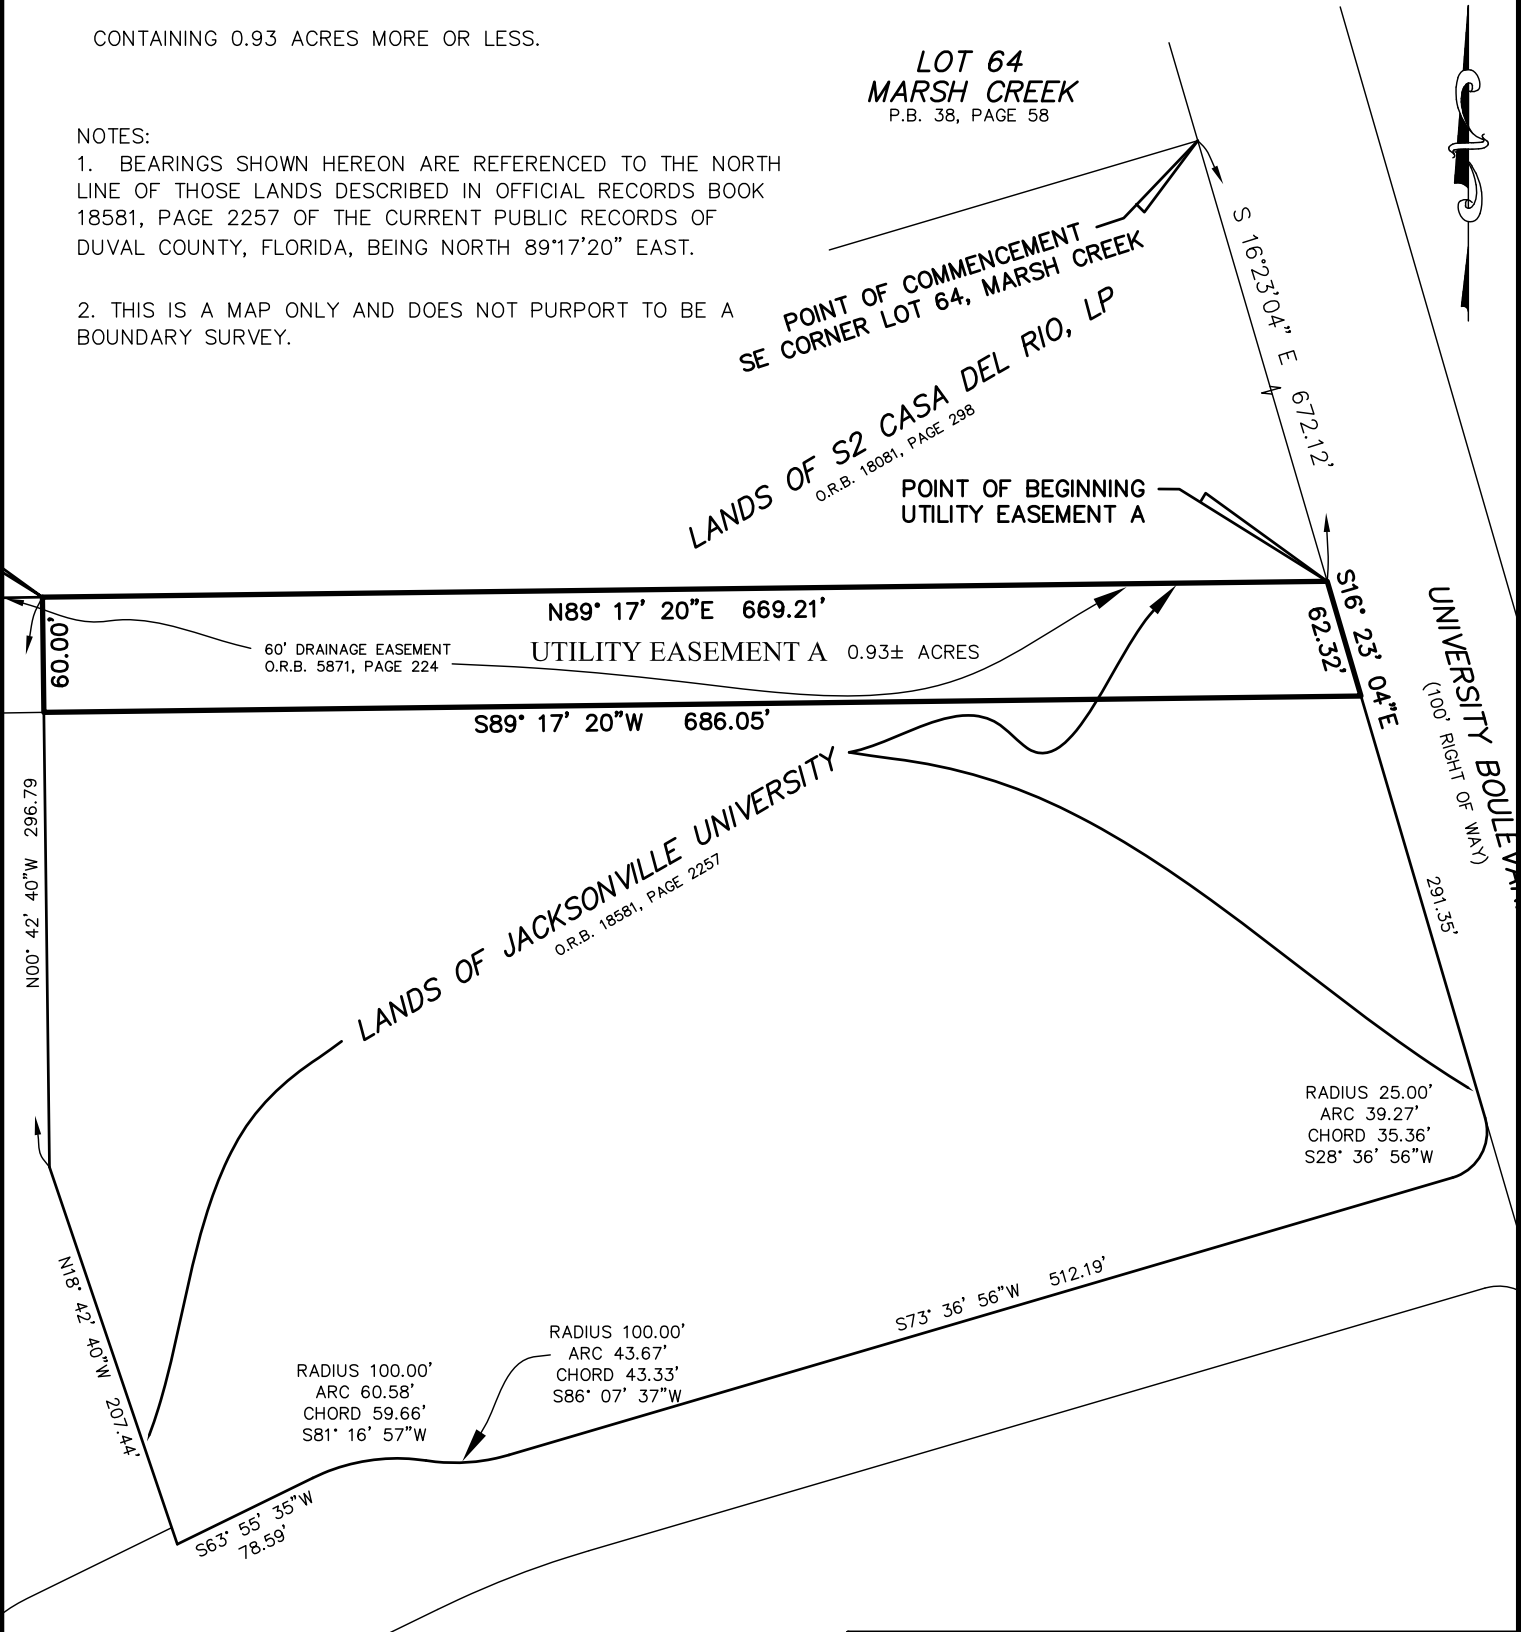 CONTAINING 0.93 ACRES MORE OR LESS.
LOT 64
MARSH CREEK
P.B. 38, PAGE 58
NOTES:
1. BEARINGS SHOWN HEREON ARE REFERENCED TO THE NORTH
LINE OF THOSE LANDS DESCRIBED IN OFFICIAL RECORDS BOOK
18581, PAGE 2257 OF THE CURRENT PUBLIC RECORDS OF
DUVAL COUNTY, FLORIDA, BEING NORTH 89°17'20" EAST.
2. THIS IS A MAP ONLY AND DOES NOT PURPORT TO BE A
BOUNDARY SURVEY.
POINT OF COMMENCEMENT
SE CORNER LOT 64, MARSH CREEK
S 16°23'04" E 672.12'
LANDS OF S2 CASA DEL RIO, LP
O.R.B. 18081, PAGE 298
POINT OF BEGINNING
UTILITY EASEMENT A
N89° 17' 20"E 669.21'
S16° 23' 04"E
62.32'
60.00'
60' DRAINAGE EASEMENT
O.R.B. 5871, PAGE 224
UTILITY EASEMENT A 0.93± ACRES
S89° 17' 20"W 686.05'
UNIVERSITY BOULEVA
(100' RIGHT OF WAY)
N00° 42' 40"W 296.79
LANDS OF JACKSONVILLE UNIVERSITY
O.R.B. 18581, PAGE 2257
291.35'
RADIUS 25.00'
ARC 39.27'
CHORD 35.36'
S28° 36' 56"W
N18° 42' 40"W 207.44'
S73° 36' 56"W 512.19'
RADIUS 100.00'
ARC 43.67'
CHORD 43.33'
S86° 07' 37"W
RADIUS 100.00'
ARC 60.58'
CHORD 59.66'
S81° 16' 57"W
S63° 55' 35"W
78.59'